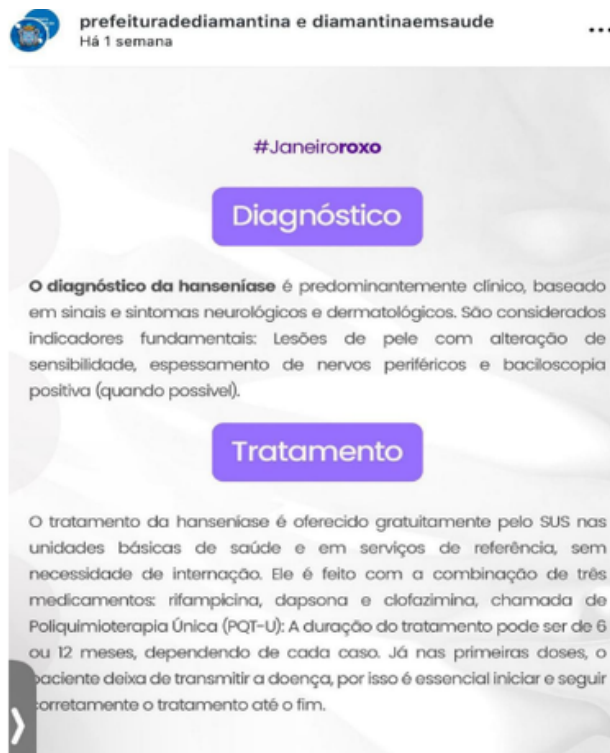 prefeituradediamantina e diamantinaemsaude
Há 1 semana
#Janeiroroxo
Diagnóstico
O diagnóstico da hanseníase é predominantemente clínico, baseado
em sinais e sintomas neurológicos e dermatológicos. São considerados
indicadores fundamentais: Lesões de pele com alteração de
sensibilidade, espessamento de nervos periféricos e baciloscopia
positiva (quando possivel).
Tratamento
O tratamento da hanseníase é oferecido gratuitamente pelo SUS nas
unidades básicas de saúde e em serviços de referência, sem
necessidade de internação. Ele é feito com a combinação de três
medicamentos: rifampicina, dapsona e clofazimina, chamada de
Poliquimioterapia Única (PQT-U): A duração do tratamento pode ser de 6
ou 12 meses, dependendo de cada caso. Já nas primeiras doses, o
paciente deixa de transmitir a doença, por isso é essencial iniciar e seguir
corretamente o tratamento até o fim.